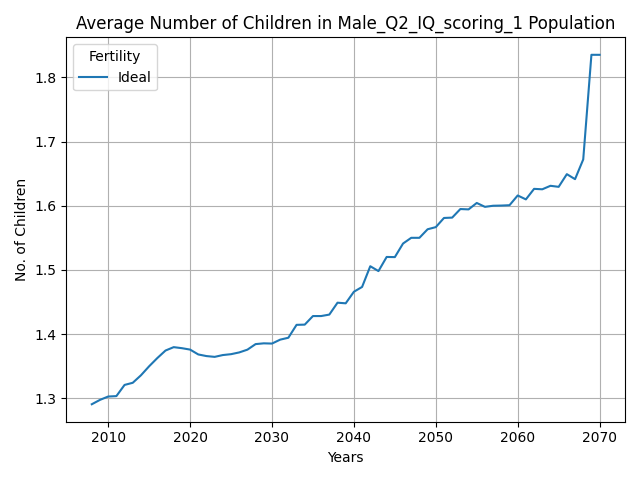 Average Number of Children in Male_Q2_IQ_scoring_1 Population
Fertility
Ideal
No. of Children
1.8
1.7
1.6
1.5
1.4
1.3
2010 2020 2030 2040 2050 2060 2070
Years